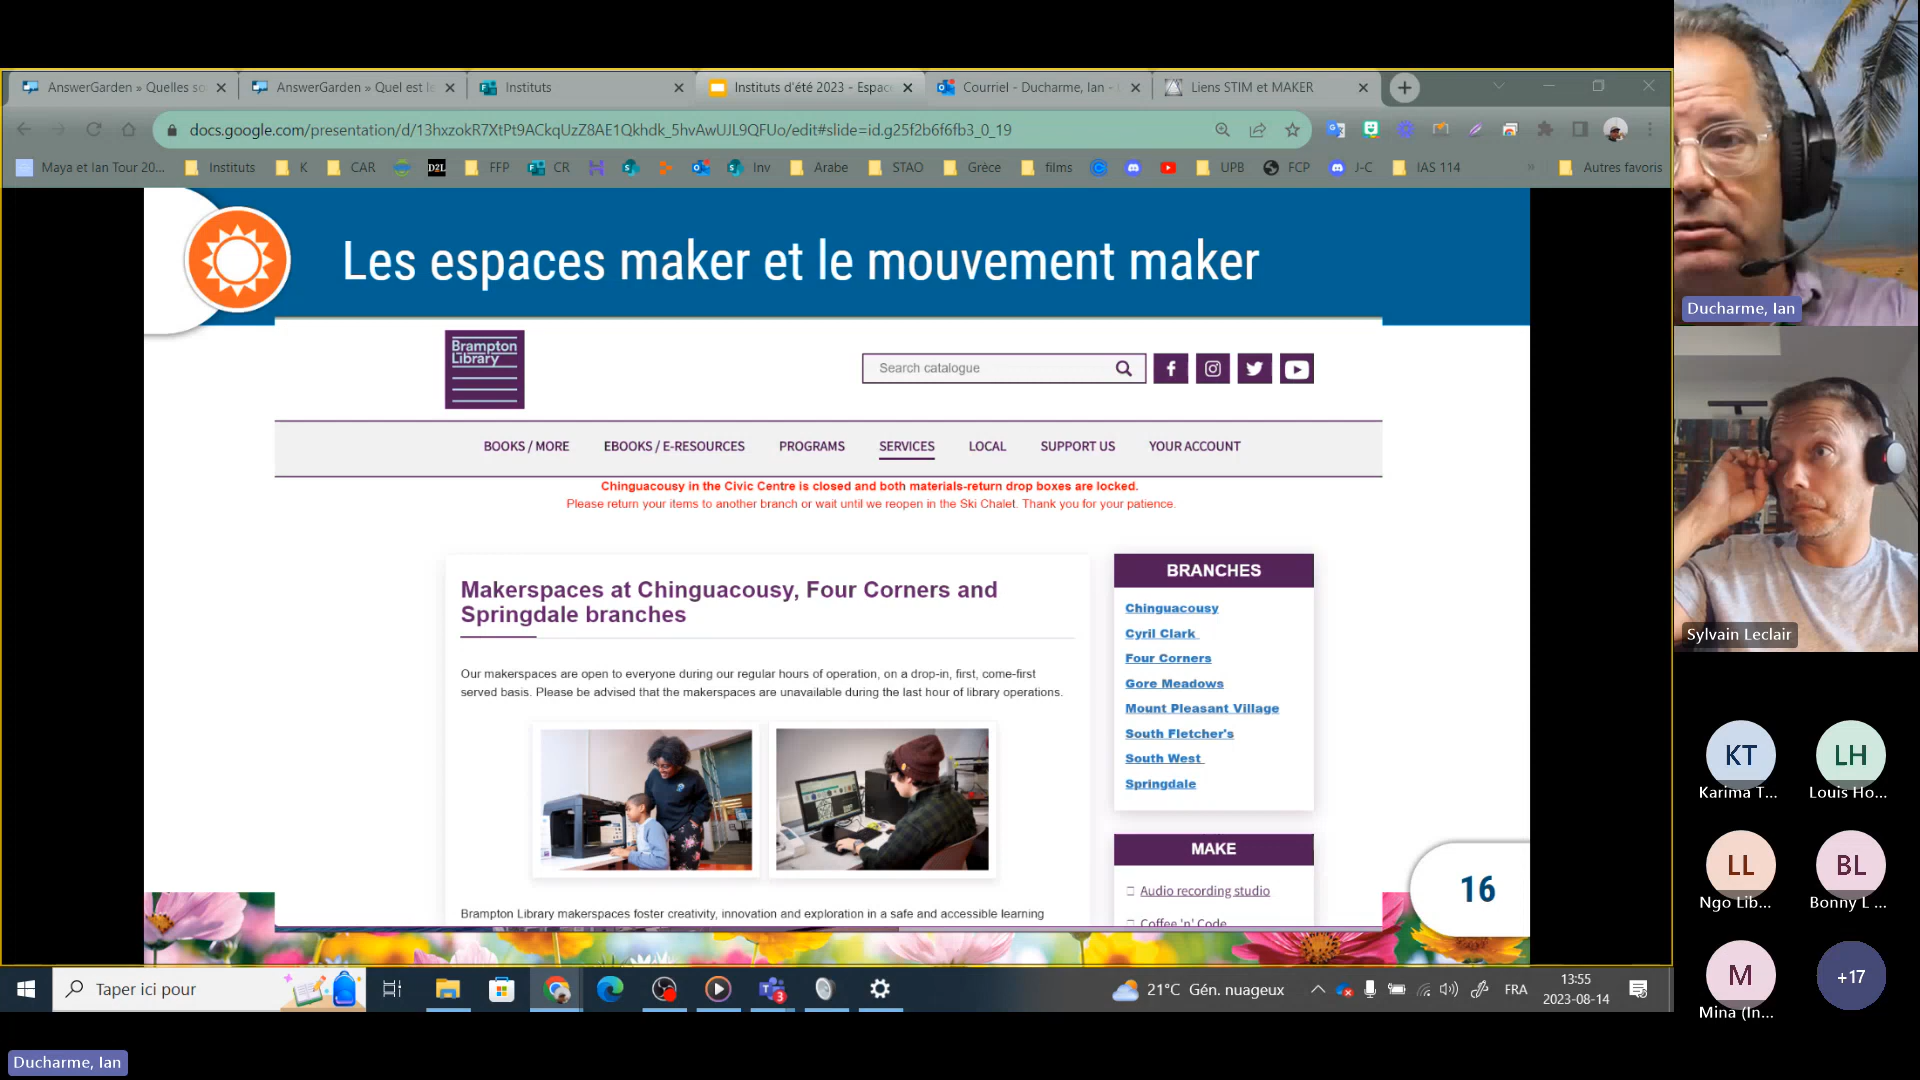 AnswerGarden » Quelles so
AnswerGarden » Quel est le
Instituts
Instituts d'été 2023 - Espac
Courriel - Ducharme, Ian -
Liens STIM et MAKER
docs.google.com/presentation/d/13hxzokR7XtPt9ACkqUzZ8AE1Qkhdk_5hvAwUJL9QFUo/edit#slide=id.g25f2b6f6fb3_0_19
Maya et Ian Tour 20...
Instituts
K
CAR
D2L
FFP
CR
Inv
Arabe
STAO
Grèce
films
UPB
FCP
J-C
IAS 114
Autres favoris
Les espaces maker et le mouvement maker
Brampton
Library
Search catalogue
BOOKS / MORE
EBOOKS / E-RESOURCES
PROGRAMS
SERVICES
LOCAL
SUPPORT US
YOUR ACCOUNT
Chinguacousy in the Civic Centre is closed and both materials-return drop boxes are locked.
Please return your items to another branch or wait until we reopen in the Ski Chalet. Thank you for your patience.
Makerspaces at Chinguacousy, Four Corners and
Springdale branches
Our makerspaces are open to everyone during our regular hours of operation, on a drop-in, first, come-first
served basis. Please be advised that the makerspaces are unavailable during the last hour of library operations.
Brampton Library makerspaces foster creativity, innovation and exploration in a safe and accessible learning
BRANCHES
Chinguacousy
Cyril Clark
Four Corners
Gore Meadows
Mount Pleasant Village
South Fletcher's
South West
Springdale
MAKE
Audio recording studio
Coffee 'n' Code
16
Taper ici pour
3
21°C Gén. nuageux
FRA
13:55
2023-08-14
Ducharme, Ian
Sylvain Leclair
KT
Karima T...
LH
Louis Ho...
LL
Ngo Lib...
BL
Bonny L ...
M
Mina (In...
+17
Ducharme, Ian